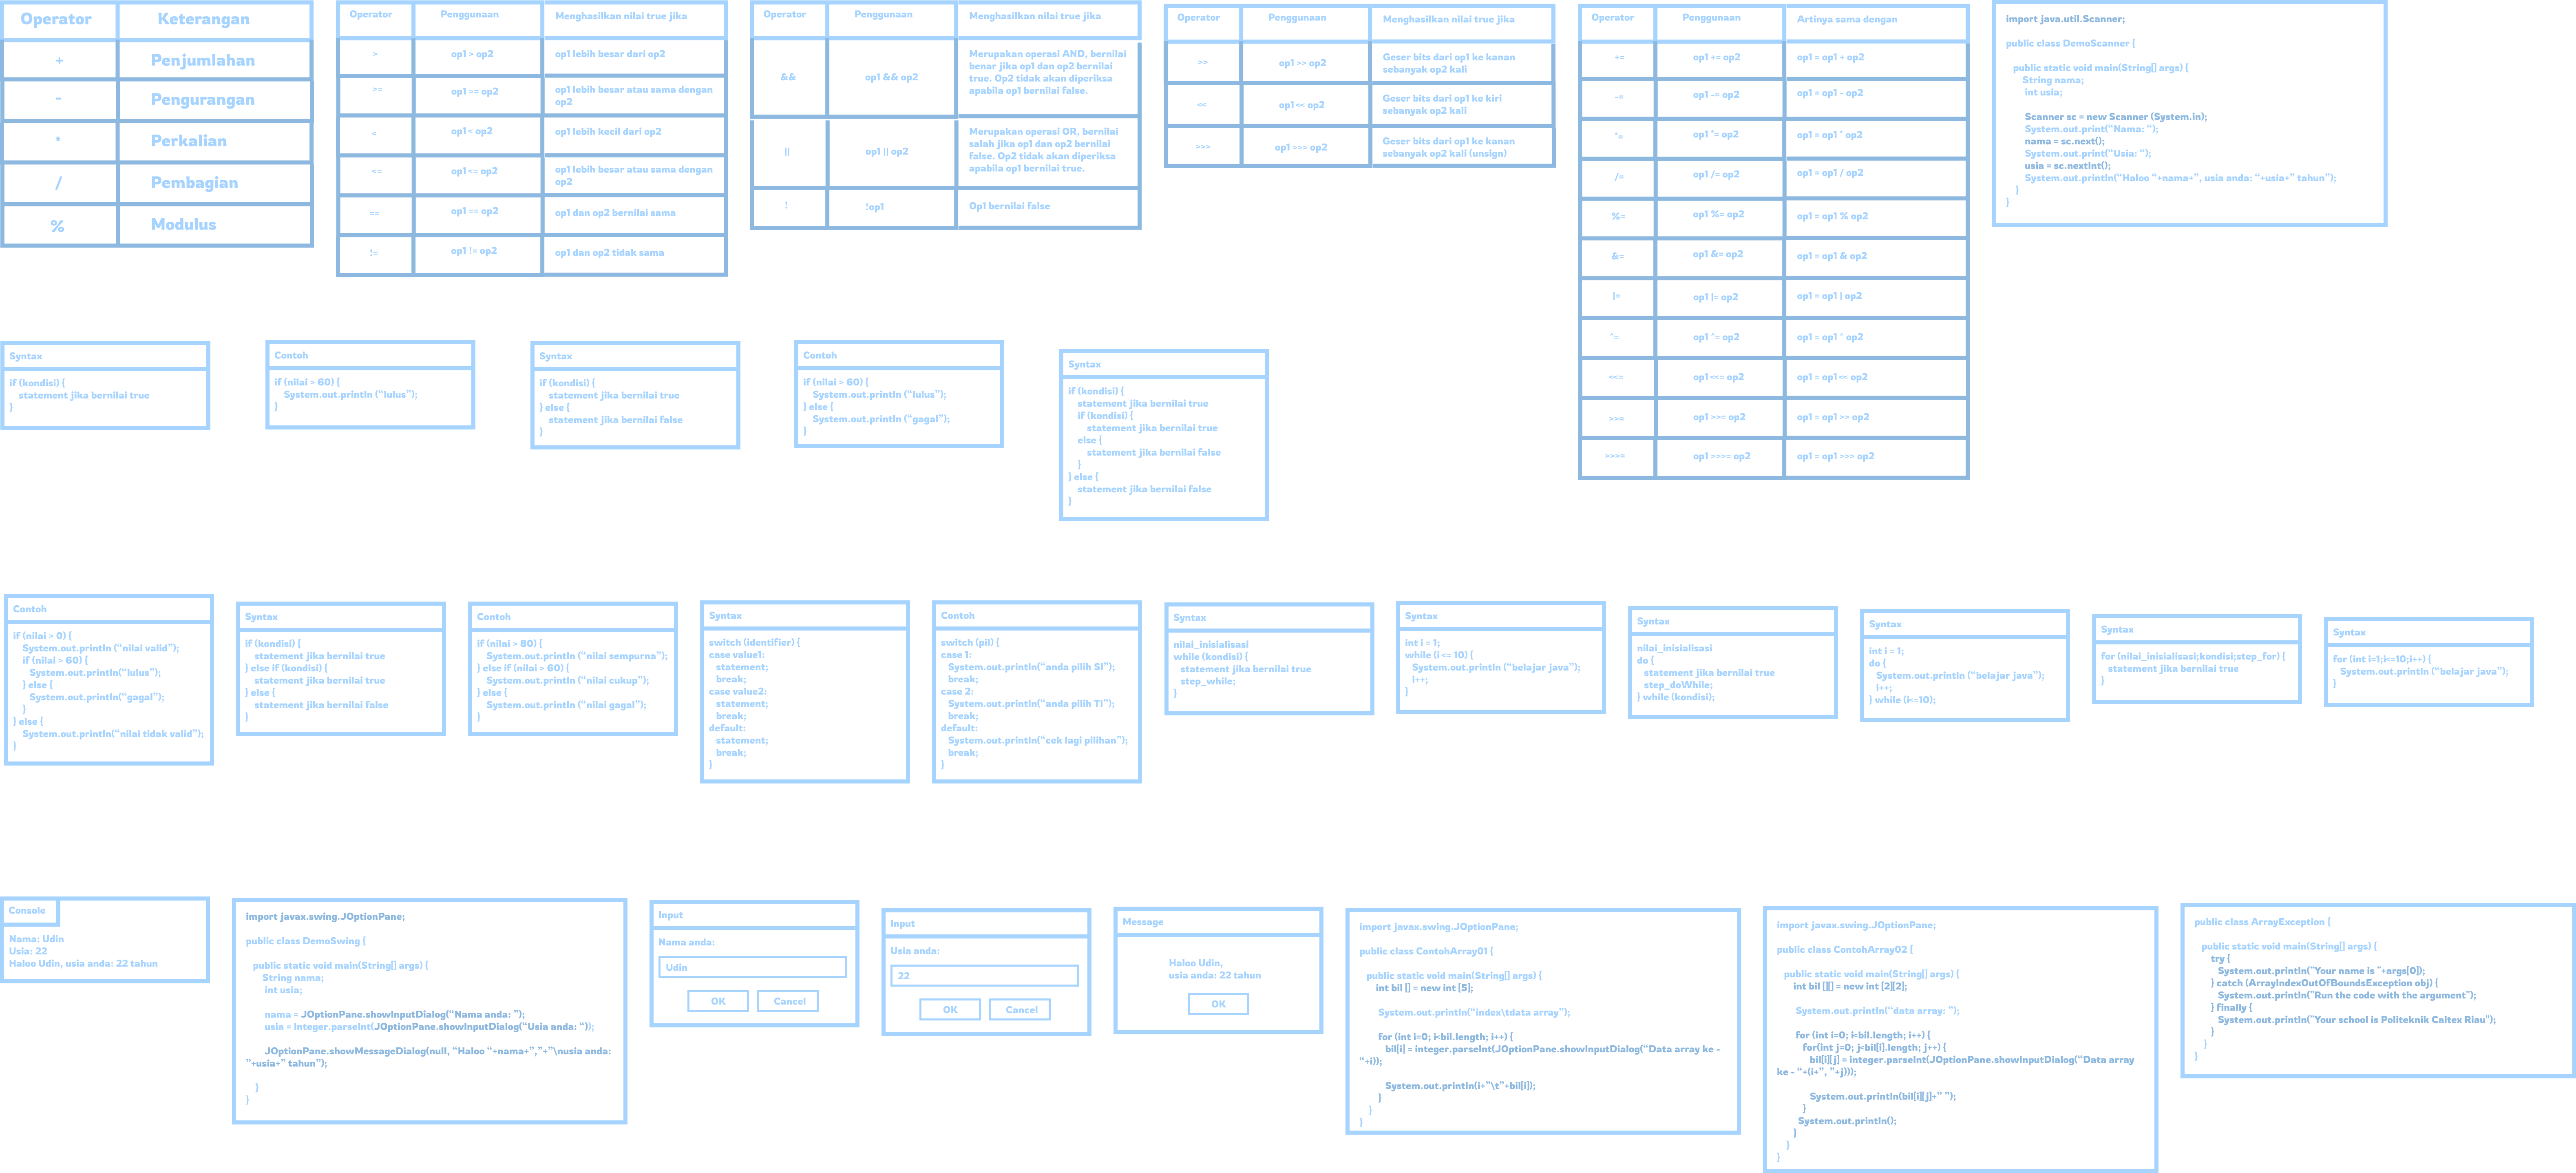 Operator Keterangan
+ Penjumlahan
- Pengurangan
* Perkalian
/ Pembagian
% Modulus
Operator Penggunaan Menghasilkan nilai true jika
> op1 > op2 op1 lebih besar dari op2
>= op1 >= op2 op1 lebih besar atau sama dengan
op2
< op1 < op2 op1 lebih kecil dari op2
<= op1 <= op2 op1 lebih besar atau sama dengan
op2
== op1 == op2 op1 dan op2 bernilai sama
!= op1 != op2 op1 dan op2 tidak sama
Operator Penggunaan Menghasilkan nilai true jika
Merupakan operasi AND, bernilai
benar jika op1 dan op2 bernilai
&& op1 && op2 true. Op2 tidak akan diperiksa
apabila op1 bernilai false.
Merupakan operasi OR, bernilai
salah jika op1 dan op2 bernilai
|| op1 || op2 false. Op2 tidak akan diperiksa
apabila op1 bernilai true.
! !op1 Op1 bernilai false
Operator Penggunaan Menghasilkan nilai true jika
>> op1 >> op2 Geser bits dari op1 ke kanan
sebanyak op2 kali
<< op1 << op2 Geser bits dari op1 ke kiri
sebanyak op2 kali
>>> op1 >>> op2 Geser bits dari op1 ke kanan
sebanyak op2 kali (unsign)
Operator Penggunaan Artinya sama dengan
+= op1 += op2 op1 = op1 + op2
-= op1 -= op2 op1 = op1 - op2
*= op1 *= op2 op1 = op1 * op2
/= op1 /= op2 op1 = op1 / op2
%= op1 %= op2 op1 = op1 % op2
&= op1 &= op2 op1 = op1 & op2
|= op1 |= op2 op1 = op1 | op2
^= op1 ^= op2 op1 = op1 ^ op2
<<= op1 <<= op2 op1 = op1 << op2
>>= op1 >>= op2 op1 = op1 >> op2
>>>= op1 >>>= op2 op1 = op1 >>> op2
import java.util.Scanner;
public class DemoScanner {
public static void main(String[] args) {
String nama;
int usia;
Scanner sc = new Scanner (System.in);
System.out.print(“Nama: “);
nama = sc.next();
System.out.print(“Usia: “);
usia = sc.nextInt();
System.out.println(“Haloo “+nama+”, usia anda: “+usia+” tahun”);
}
}
Syntax
if (kondisi) {
statement jika bernilai true
}
Contoh
if (nilai > 60) {
System.out.println (“lulus”);
}
Syntax
if (kondisi) {
statement jika bernilai true
} else {
statement jika bernilai false
}
Contoh
if (nilai > 60) {
System.out.println (“lulus”);
} else {
System.out.println (“gagal”);
}
Syntax
if (kondisi) {
statement jika bernilai true
if (kondisi) {
statement jika bernilai true
else {
statement jika bernilai false
}
} else {
statement jika bernilai false
}
Contoh
if (nilai > 0) {
System.out.println (“nilai valid”);
if (nilai > 60) {
System.out.println(“lulus”);
} else {
System.out.println(“gagal”);
}
} else {
System.out.println(“nilai tidak valid”);
}
Syntax
if (kondisi) {
statement jika bernilai true
} else if (kondisi) {
statement jika bernilai true
} else {
statement jika bernilai false
}
Contoh
if (nilai > 80) {
System.out.println (“nilai sempurna”);
} else if (nilai > 60) {
System.out.println (“nilai cukup”);
} else {
System.out.println (“nilai gagal”);
}
Syntax
switch (identifier) {
case value1:
statement;
break;
case value2:
statement;
break;
default:
statement;
break;
}
Contoh
switch (pil) {
case 1:
System.out.println(“anda pilih SI”);
break;
case 2:
System.out.println(“anda pilih TI”);
break;
default:
System.out.println(“cek lagi pilihan”);
break;
}
Syntax
nilai_inisialisasi
while (kondisi) {
statement jika bernilai true
step_while;
}
Syntax
int i = 1;
while (i <= 10) {
System.out.println (“belajar java”);
i++;
}
Syntax
nilai_inisialisasi
do {
statement jika bernilai true
step_doWhile;
} while (kondisi);
Syntax
int i = 1;
do {
System.out.println (“belajar java”);
i++;
} while (i<=10);
Syntax
for (nilai_inisialisasi;kondisi;step_for) {
statement jika bernilai true
}
Syntax
for (int i=1;i<=10;i++) {
System.out.println (“belajar java”);
}
Console
Nama: Udin
Usia: 22
Haloo Udin, usia anda: 22 tahun
import javax.swing.JOptionPane;
public class DemoSwing {
public static void main(String[] args) {
String nama;
int usia;
nama = JOptionPane.showInputDialog(“Nama anda: ”);
usia = Integer.parseInt(JOptionPane.showInputDialog(“Usia anda: “));
JOptionPane.showMessageDialog(null, “Haloo “+nama+”,”+”\nusia anda:
“+usia+” tahun”);
}
}
Input
Nama anda:
Udin
OK Cancel
Input
Usia anda:
22
OK Cancel
Message
Haloo Udin,
usia anda: 22 tahun
OK
import javax.swing.JOptionPane;
public class ContohArray01 {
public static void main(String[] args) {
int bil [] = new int [5];
System.out.println(“index\tdata array”);
for (int i=0; i<bil.length; i++) {
bil[i] = integer.parseInt(JOptionPane.showInputDialog(“Data array ke -
“+i));
System.out.println(i+”\t”+bil[i]);
}
}
}
import javax.swing.JOptionPane;
public class ContohArray02 {
public static void main(String[] args) {
int bil [][] = new int [2][2];
System.out.println(“data array: ”);
for (int i=0; i<bil.length; i++) {
for(int j=0; j<bil[i].length; j++) {
bil[i][j] = integer.parseInt(JOptionPane.showInputDialog(“Data array
ke - “+(i+”, ”+j)));
System.out.println(bil[i][j]+” ”);
}
System.out.println();
}
}
}
public class ArrayException {
public static void main(String[] args) {
try {
System.out.println("Your name is "+args[0]);
} catch (ArrayIndexOutOfBoundsException obj) {
System.out.println("Run the code with the argument");
} finally {
System.out.println("Your school is Politeknik Caltex Riau");
}
}
}